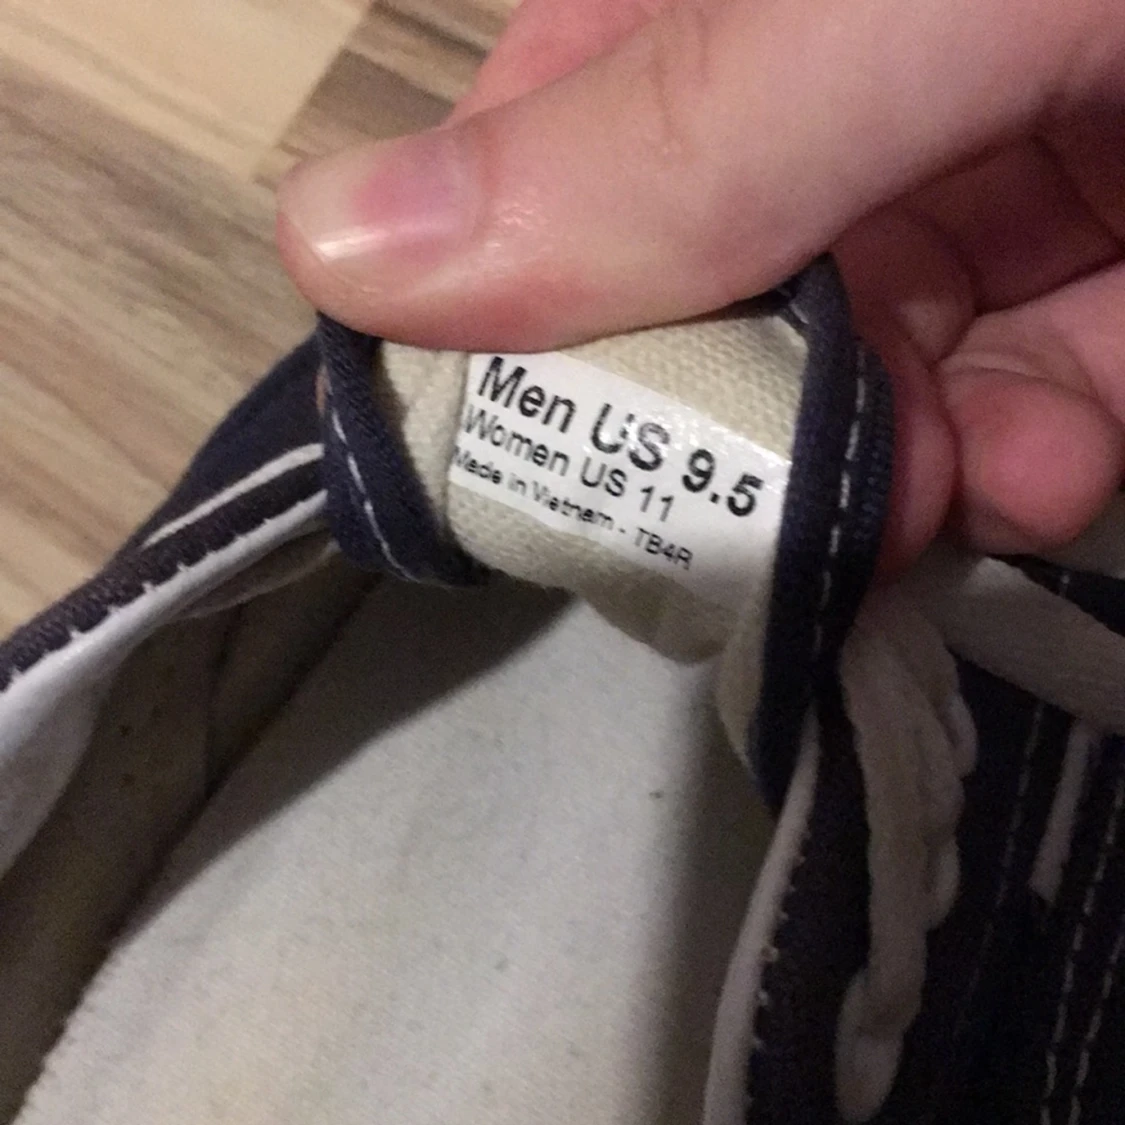 Men US 9.5
Women US 11
Made in Vietnam - TB4R